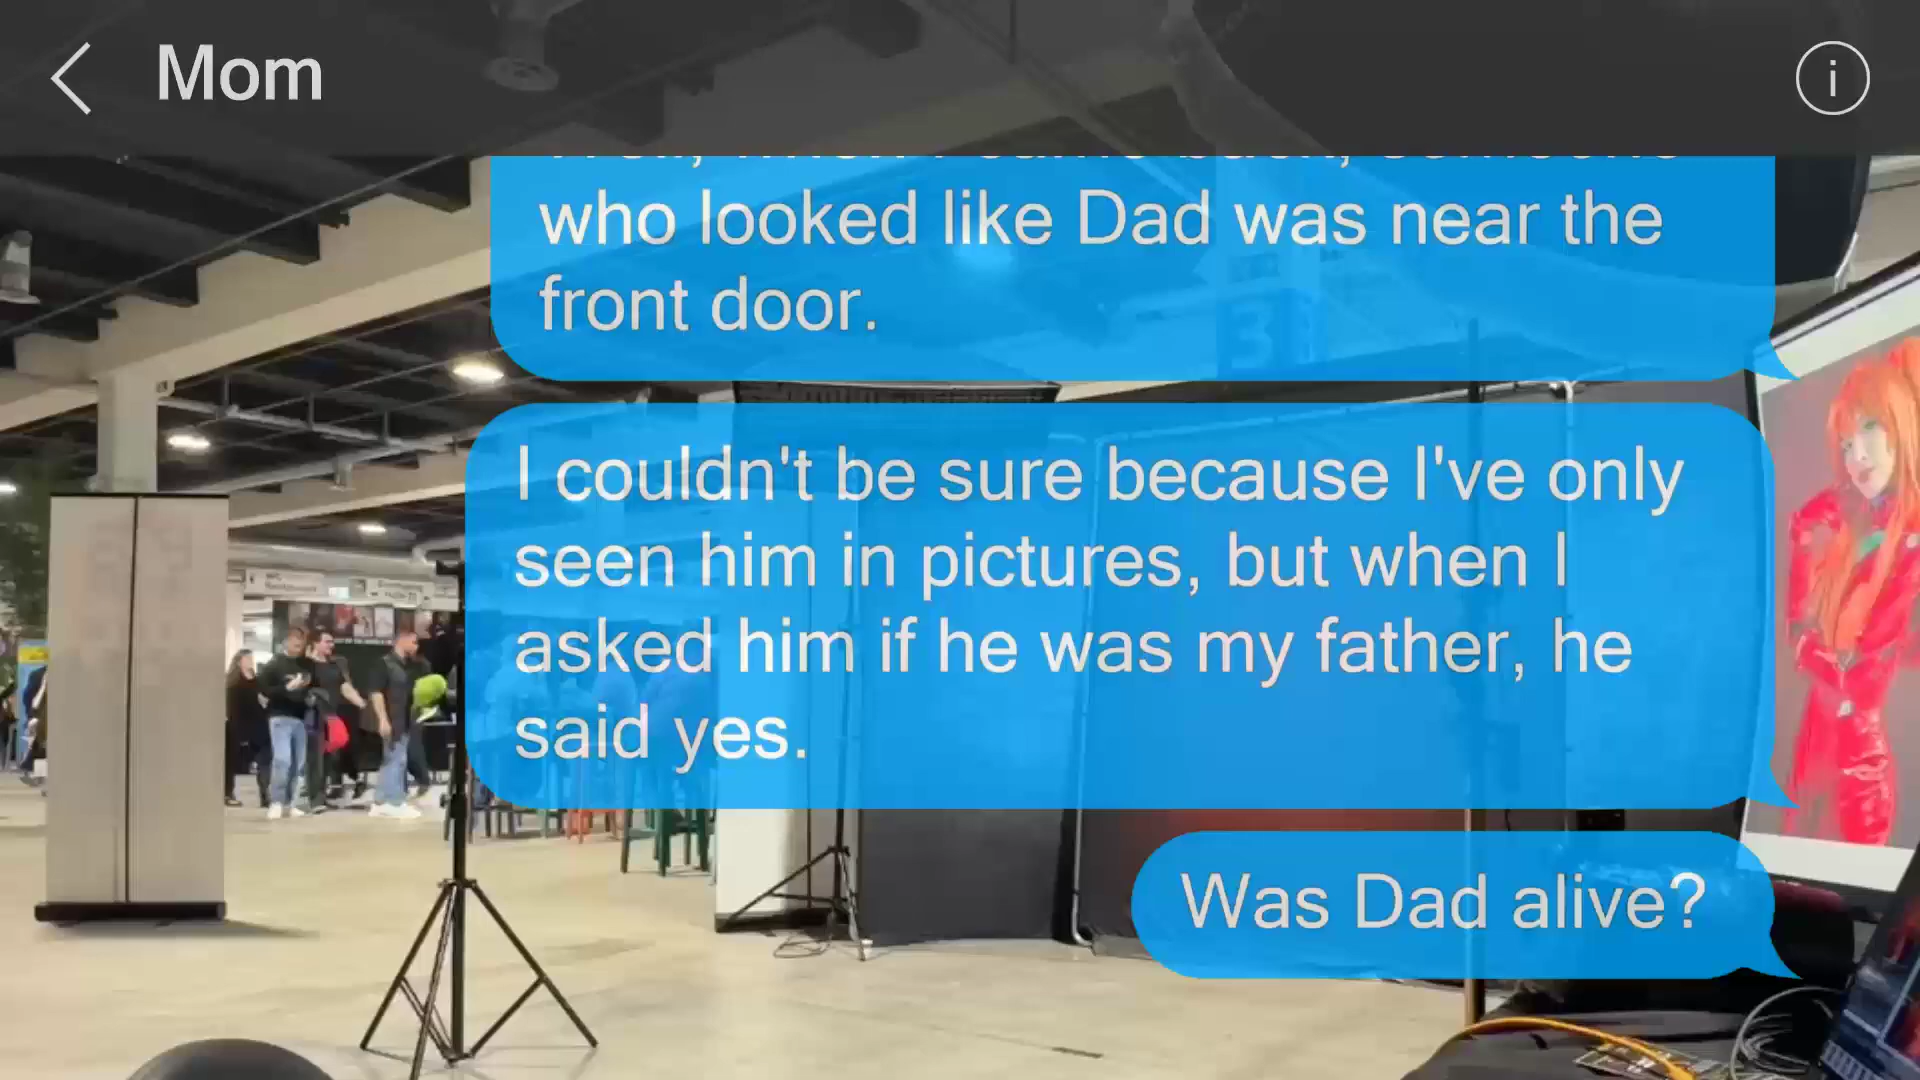 Mom
i
who looked like Dad was near the
front door.
I couldn't be sure because I've only
seen him in pictures, but when I
asked him if he was my father, he
said yes.
Was Dad alive?
3